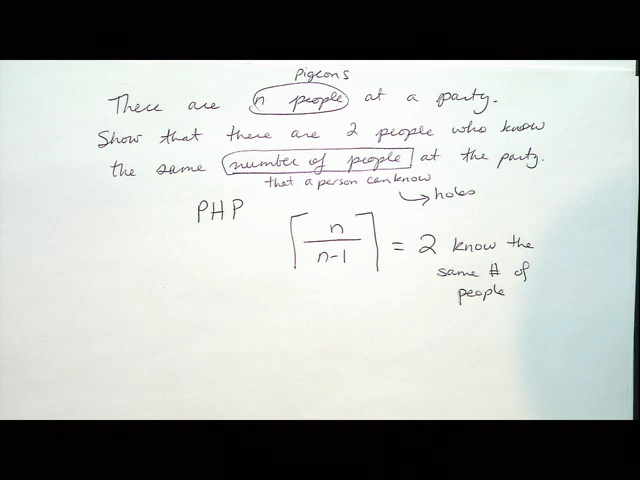 Pigeons
There are n people at a party.
Show that there are 2 people who know
the same number of people at the party.
that a person can know
→ holes
PHP
⌈n/(n-1)⌉ = 2 know the
same # of
people